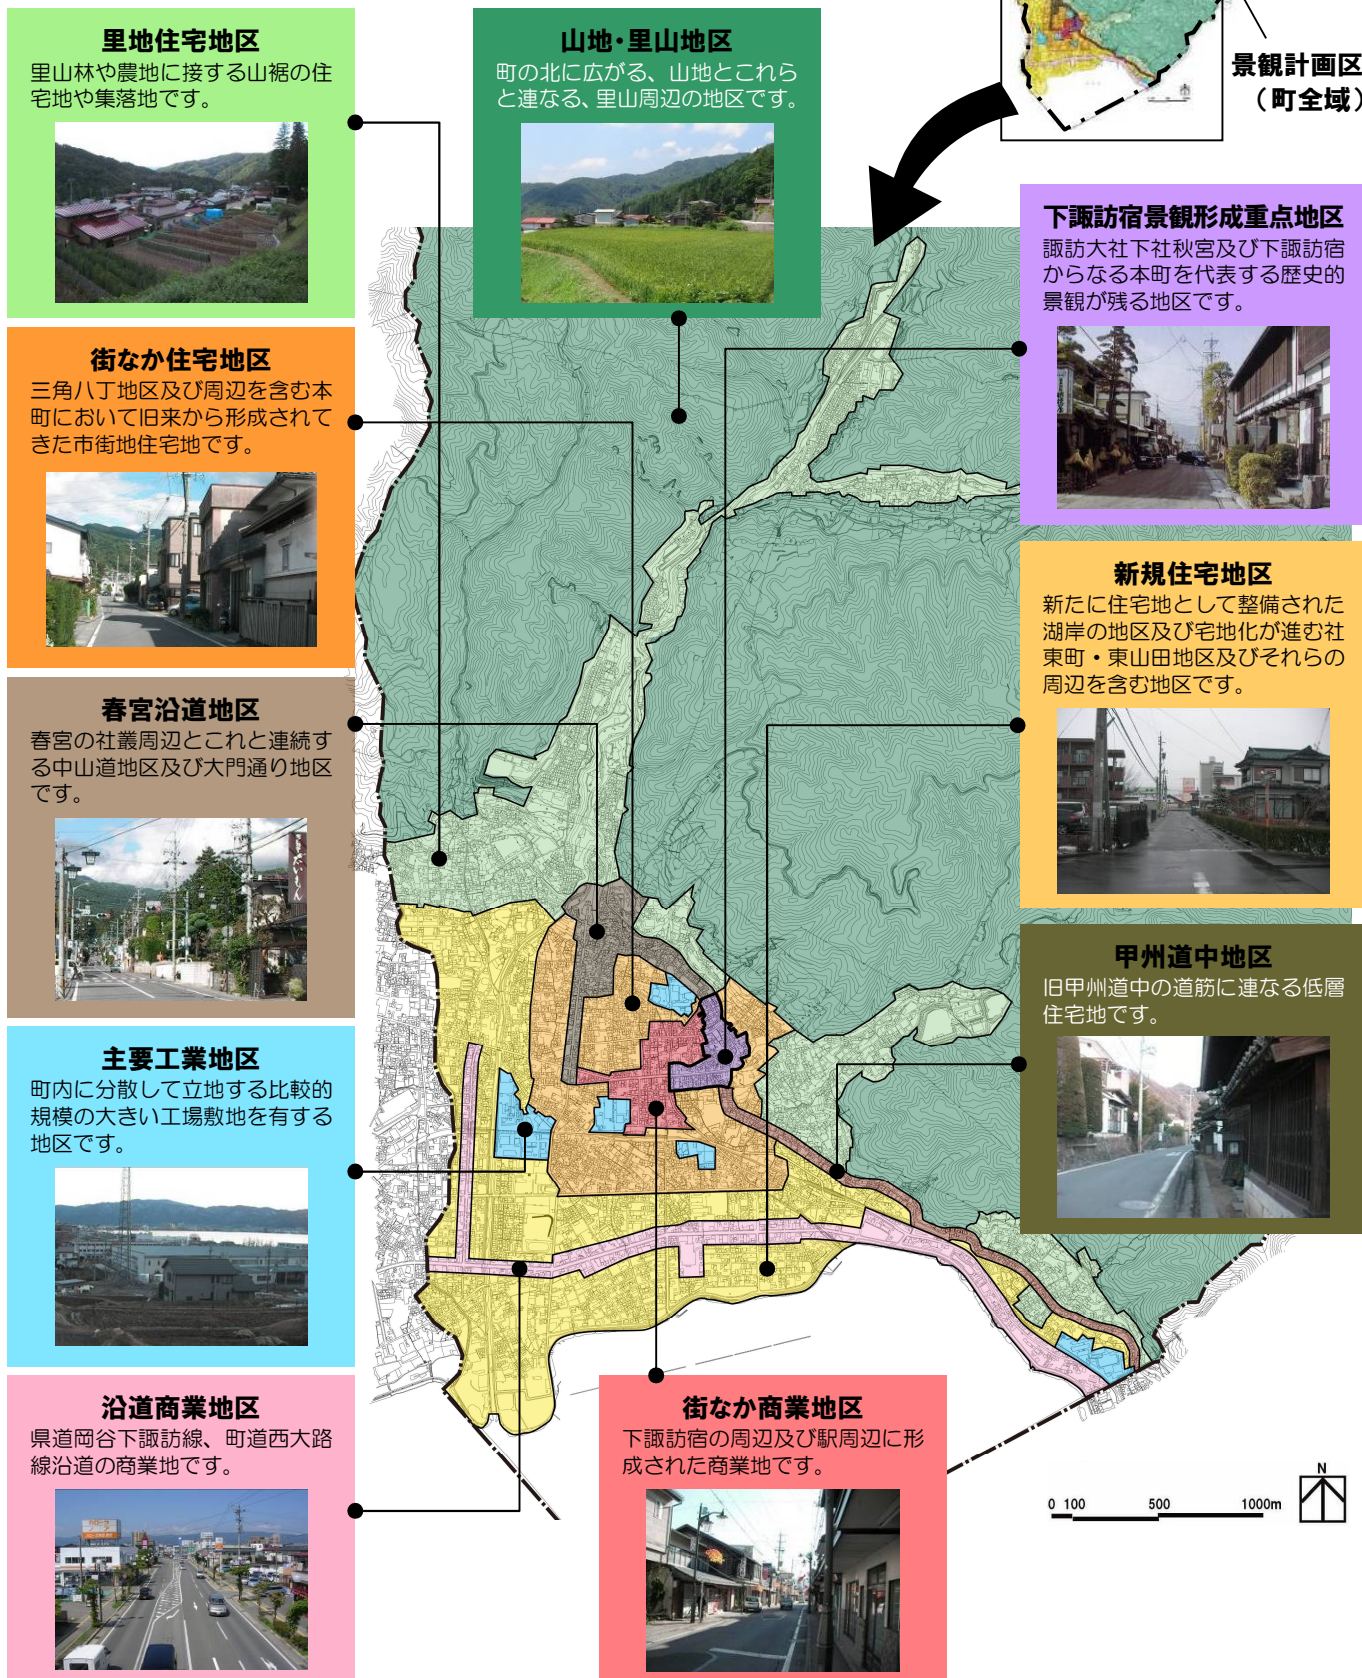 里地住宅地区
里山林や農地に接する山裾の住
宅地や集落地です。
山地・里山地区
町の北に広がる、山地とこれら
と連なる、里山周辺の地区です。
景観計画区
（町全域）
下諏訪宿景観形成重点地区
諏訪大社下社秋宮及び下諏訪宿
からなる本町を代表する歴史的
景観が残る地区です。
街なか住宅地区
三角八丁地区及び周辺を含む本
町において旧来から形成されて
きた市街地住宅地です。
新規住宅地区
新たに住宅地として整備された
湖岸の地区及び宅地化が進む社
東町・東山田地区及びそれらの
周辺を含む地区です。
春宮沿道地区
春宮の社叢周辺とこれと連続す
る中山道地区及び大門通り地区
です。
甲州道中地区
旧甲州道中の道筋に連なる低層
住宅地です。
主要工業地区
町内に分散して立地する比較的
規模の大きい工場敷地を有する
地区です。
沿道商業地区
県道岡谷下諏訪線、町道西大路
線沿道の商業地です。
街なか商業地区
下諏訪宿の周辺及び駅周辺に形
成された商業地です。
N
0 100 500 1000m